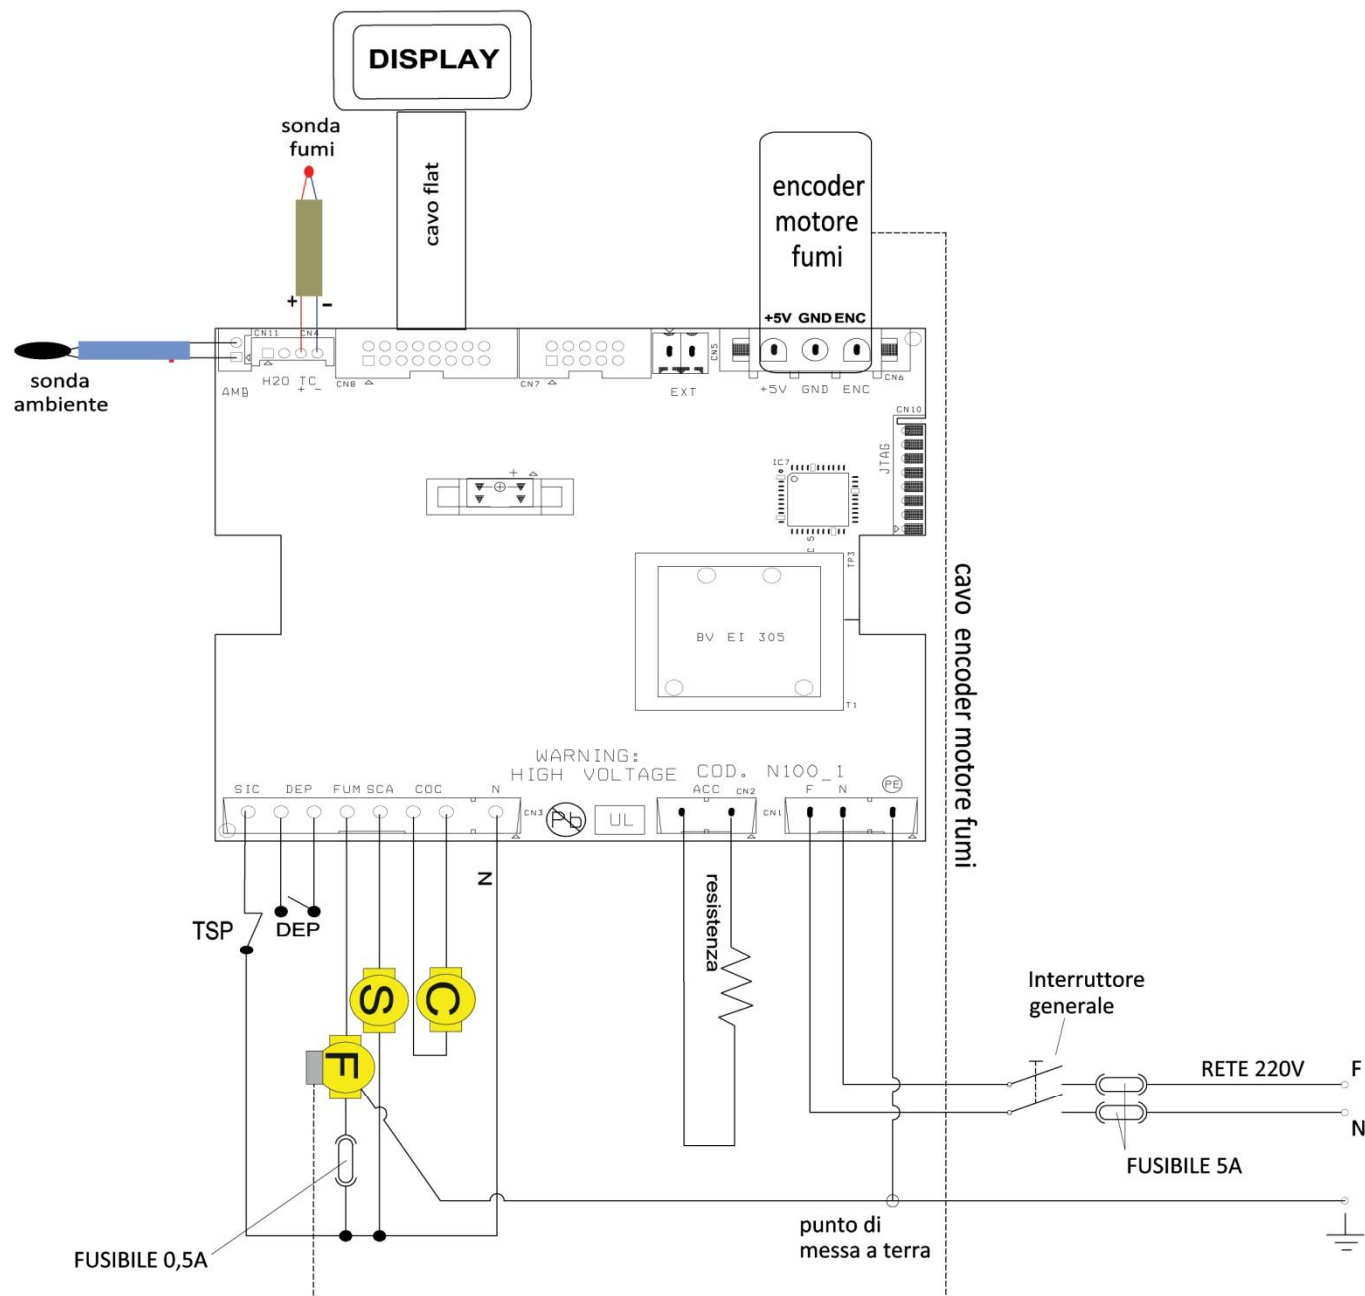 DISPLAY
sonda
fumi
cavo flat
encoder
motore
fumi
+ -
+5V GND ENC
sonda
ambiente
AMB
CN11 CN4
H2O TC
+ -
CN8
CN7
EXT
CN5
+5V GND ENC
CN6
CN10
JTAG
IC7
+
TP3
BV EI 305
T1
cavo encoder motore fumi
WARNING:
HIGH VOLTAGE COD. N100_1
SIC DEP FUM SCA COC N
CN3
Pb
UL
ACC CN2
CN1
F N PE
N
TSP
DEP
resistenza
S
C
F
Interruttore
generale
RETE 220V
F
N
FUSIBILE 5A
FUSIBILE 0,5A
punto di
messa a terra